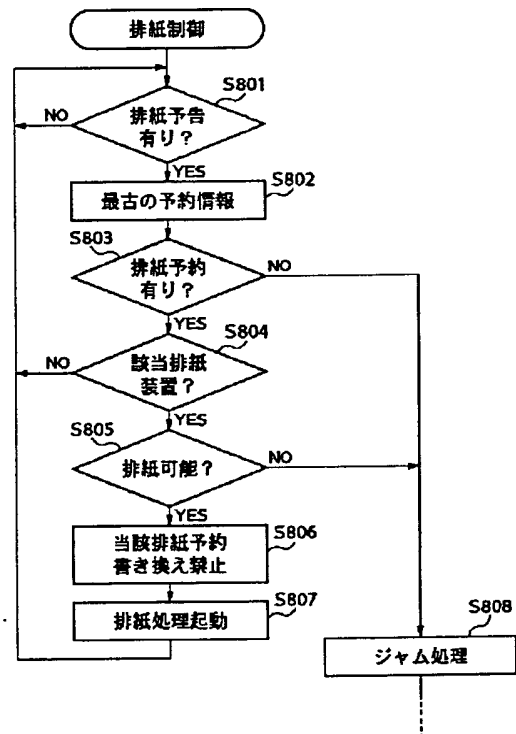 排紙制御
S801
排紙予告
有り？
NO
YES
S802
最古の予約情報
S803
排紙予約
有り？
NO
YES
S804
該当排紙
装置？
NO
YES
S805
排紙可能？
NO
YES
S806
当該排紙予約
書き換え禁止
S807
排紙処理起動
S808
ジャム処理